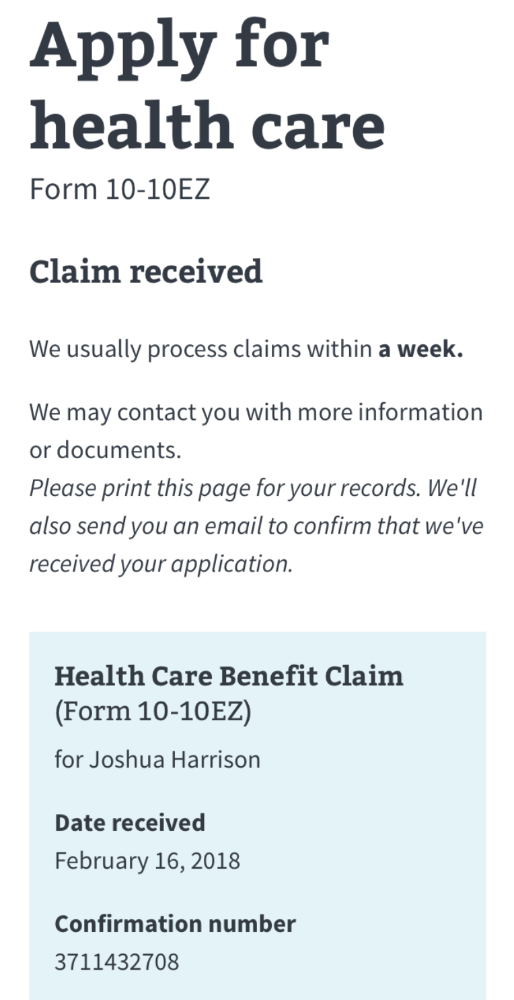 Apply for
health care
Form 10-10EZ
Claim received
We usually process claims within a week.
We may contact you with more information
or documents.
Please print this page for your records. We'll
also send you an email to confirm that we've
received your application.
Health Care Benefit Claim
(Form 10-10EZ)
for Joshua Harrison
Date received
February 16, 2018
Confirmation number
3711432708